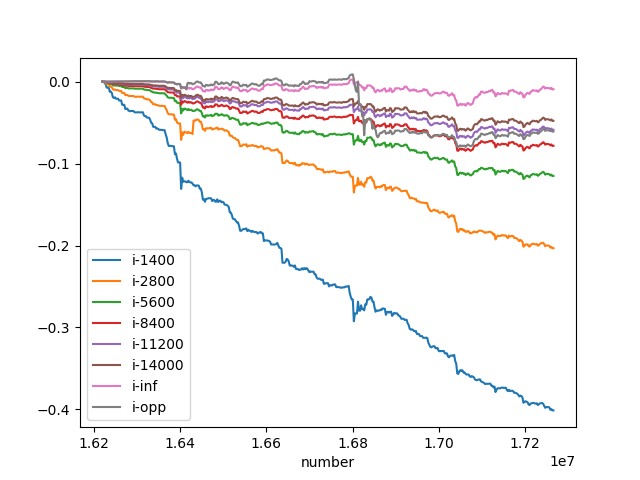 0.0
−0.1
−0.2
−0.3
−0.4
i-1400
i-2800
i-5600
i-8400
i-11200
i-14000
i-inf
i-opp
1.62 1.64 1.66 1.68 1.70 1.72
number
1e7